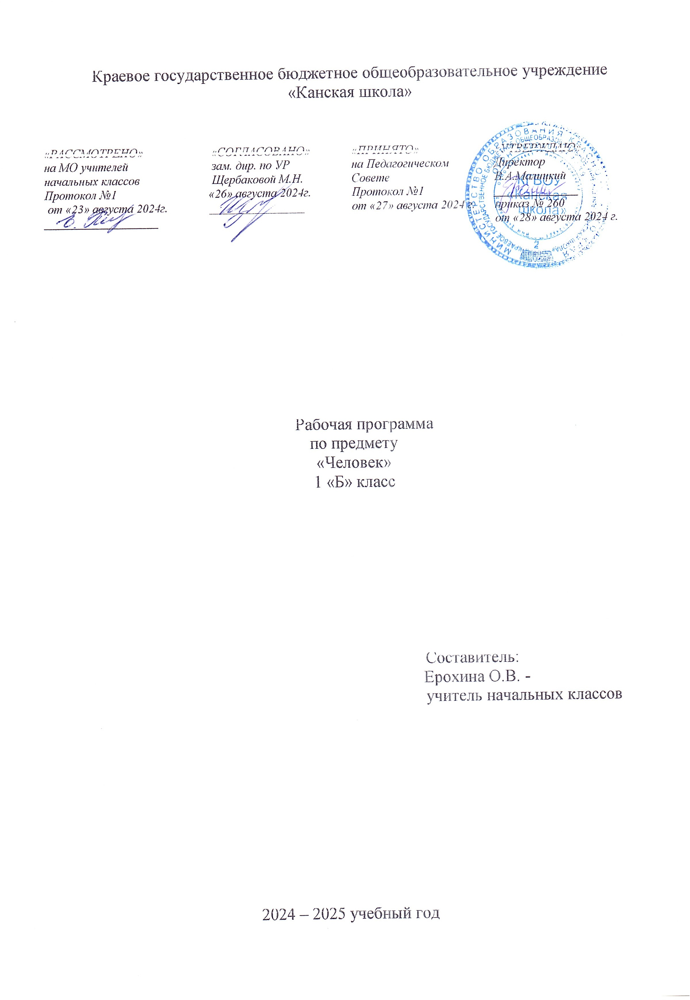 Краевое государственное бюджетное общеобразовательное учреждение
«Канская школа»
«РАССМОТРЕНО»
на МО учителей
начальных классов
Протокол №1
от «23» августа 2024г.
«СОГЛАСОВАНО»
зам. дир. по УР
Щербаковой М.Н.
«26» августа 2024г.
«ПРИНЯТО»
на Педагогическом
Совете
Протокол №1
от «27» августа 2024 г.
УТВЕРЖДАЮ»
Директор
В.А.Малицкий
приказ № 260
от «28» августа 2024 г.
МИНИСТЕРСТВО ОБРАЗОВАНИЯ
КРАЕВОЕ ГОСУДАРСТВЕННОЕ БЮДЖЕТНОЕ
КГБОУ
«Канская
школа»
2
Рабочая программа
по предмету
«Человек»
1 «Б» класс
Составитель:
Ерохина О.В. -
учитель начальных классов
2024 – 2025 учебный год